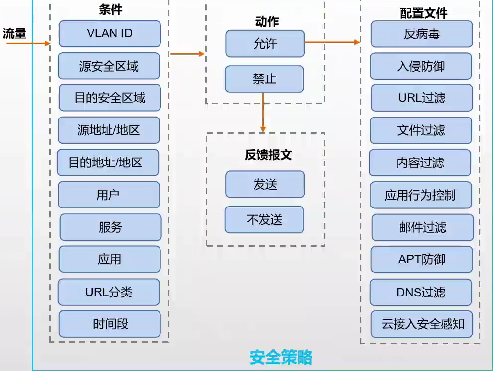 流量
条件
VLAN ID
源安全区域
目的安全区域
源地址/地区
目的地址/地区
用户
服务
应用
URL分类
时间段
动作
允许
禁止
反馈报文
发送
不发送
配置文件
反病毒
入侵防御
URL过滤
文件过滤
内容过滤
应用行为控制
邮件过滤
APT防御
DNS过滤
云接入安全感知
安全策略